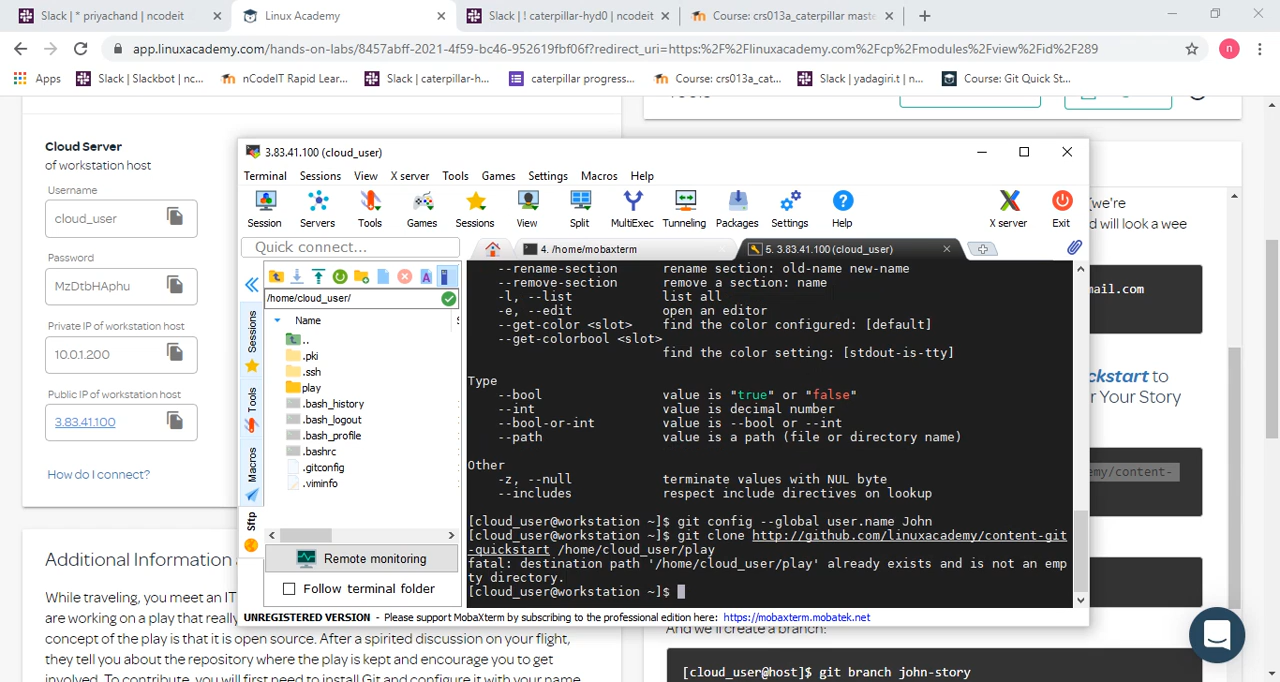 Slack | * priyachand | ncodeit
Linux Academy
Slack | ! caterpillar-hyd0 | ncodeit
Course: crs013a_caterpillar maste
app.linuxacademy.com/hands-on-labs/8457abff-2021-4f59-bc46-952619fbf06f?redirect_uri=https:%2F%2Flinuxacademy.com%2Fcp%2Fmodules%2Fview%2Fid%2F289
n
Apps
Slack | Slackbot | nc...
nCodeIT Rapid Lear...
Slack | caterpillar-h...
caterpillar progress...
Course: crs013a_cat...
Slack | yadagiri.t | n...
Course: Git Quick St...
Cloud Server
of workstation host
Username
cloud_user
Password
MzDtbHAphu
Private IP of workstation host
10.0.1.200
Public IP of workstation host
3.83.41.100
How do I connect?
Additional Information a
While traveling, you meet an IT
are working on a play that really
condition of the play is that it is open source. After a spirited discussion on your flight,
they tell you about the repository where the play is kept and encourage you to get
involved. To contribute, you will first need to install Git and configure it with your name
3.83.41.100 (cloud_user)
Terminal Sessions View X server Tools Games Settings Macros Help
Session Servers Tools Games Sessions View Split MultiExec Tunneling Packages Settings Help X server Exit
Quick connect...
4. /home/mobaxterm
5. 3.83.41.100 (cloud_user)
/home/cloud_user/
Sessions
Tools
Macros
Sftp
Name
..
.pki
.ssh
play
.bash_history
.bash_logout
.bash_profile
.bashrc
.gitconfig
.viminfo
Remote monitoring
Follow terminal folder
--rename-section rename section: old-name new-name
--remove-section remove a section: name
-l, --list list all
-e, --edit open an editor
--get-color <slot> find the color configured: [default]
--get-colorbool <slot>
find the color setting: [stdout-is-tty]
Type
--bool value is "true" or "false"
--int value is decimal number
--bool-or-int value is --bool or --int
--path value is a path (file or directory name)
Other
-z, --null terminate values with NUL byte
--includes respect include directives on lookup
[cloud_user@workstation ~]$ git config --global user.name John
[cloud_user@workstation ~]$ git clone http://github.com/linuxacademy/content-git
-quickstart /home/cloud_user/play
fatal: destination path '/home/cloud_user/play' already exists and is not an emp
ty directory.
[cloud_user@workstation ~]$
UNREGISTERED VERSION - Please support MobaXterm by subscribing to the professional edition here: https://mobaxterm.mobatek.net
(we're
d will look a wee
mail.com
ckstart to
r Your Story
emy/content-
And we'll create a branch:
[cloud_user@host]$ git branch john-story